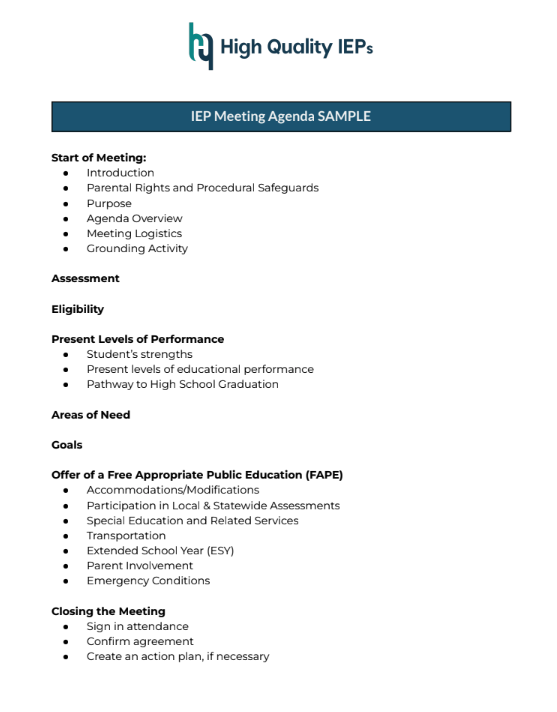 High Quality IEPs
IEP Meeting Agenda SAMPLE
Start of Meeting:
● Introduction
● Parental Rights and Procedural Safeguards
● Purpose
● Agenda Overview
● Meeting Logistics
● Grounding Activity
Assessment
Eligibility
Present Levels of Performance
● Student’s strengths
● Present levels of educational performance
● Pathway to High School Graduation
Areas of Need
Goals
Offer of a Free Appropriate Public Education (FAPE)
● Accommodations/Modifications
● Participation in Local & Statewide Assessments
● Special Education and Related Services
● Transportation
● Extended School Year (ESY)
● Parent Involvement
● Emergency Conditions
Closing the Meeting
● Sign in attendance
● Confirm agreement
● Create an action plan, if necessary